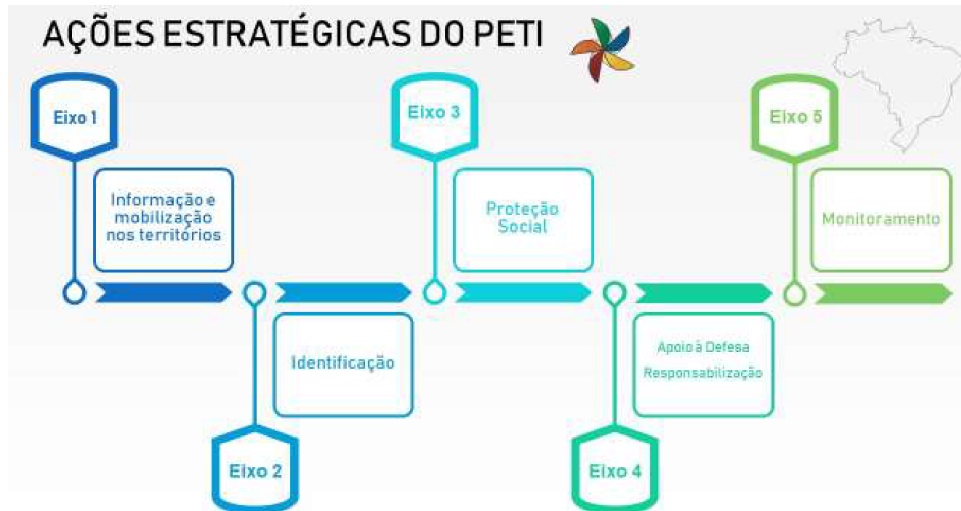 AÇÕES ESTRATÉGICAS DO PETI
Eixo 1
Informação e
mobilização
nos territórios
Eixo 2
Identificação
Eixo 3
Proteção
Social
Eixo 4
Apoio à Defesa
Responsabilização
Eixo 5
Monitoramento